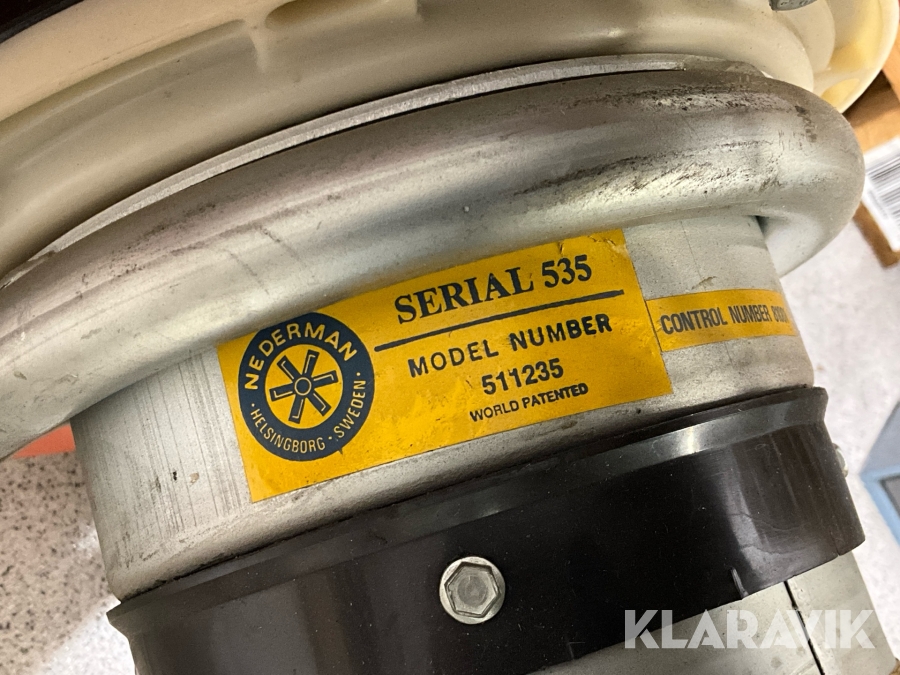 SERIAL 535
NEDERMAN
HELSINGBORG · SWEDEN
MODEL NUMBER
511235
WORLD PATENTED
CONTROL NUMBER
KLARAVIK